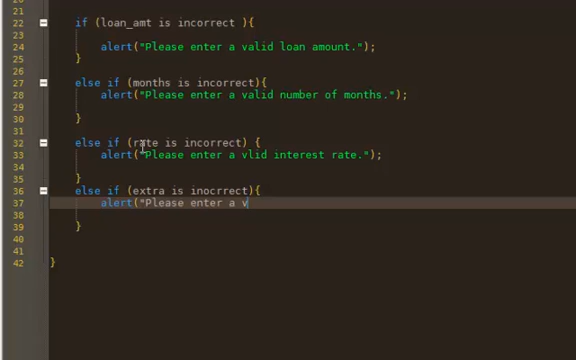 21
22 if (loan_amt is incorrect ){
23
24 alert("Please enter a valid loan amount.");
25 }
26
27 else if (months is incorrect){
28 alert("Please enter a valid number of months.");
29
30 }
31
32 else if (rate is incorrect) {
33 alert("Please enter a vlid interest rate.");
34
35 }
36 else if (extra is inocrrect){
37 alert("Please enter a v
38
39 }
40
41
42 }